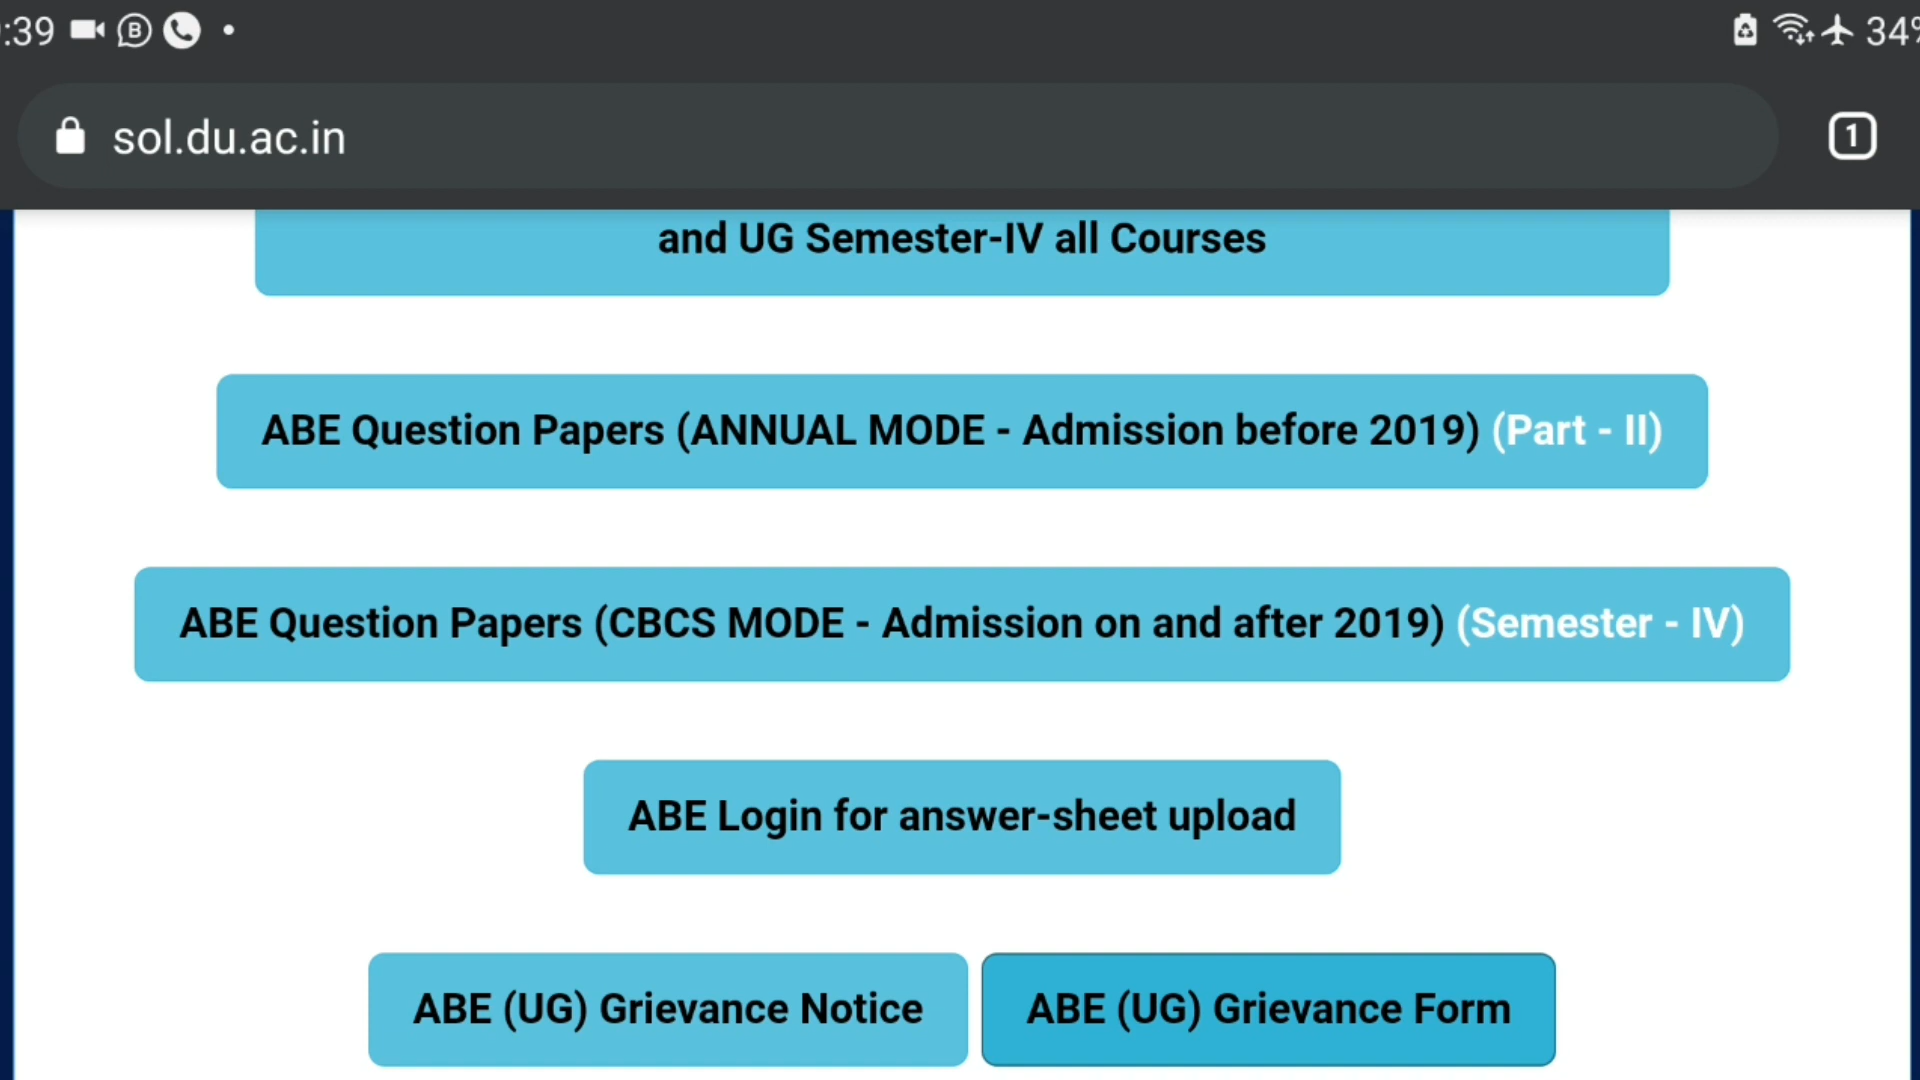 :39
34%
sol.du.ac.in
1
and UG Semester-IV all Courses
ABE Question Papers (ANNUAL MODE - Admission before 2019) (Part - II)
ABE Question Papers (CBCS MODE - Admission on and after 2019) (Semester - IV)
ABE Login for answer-sheet upload
ABE (UG) Grievance Notice
ABE (UG) Grievance Form